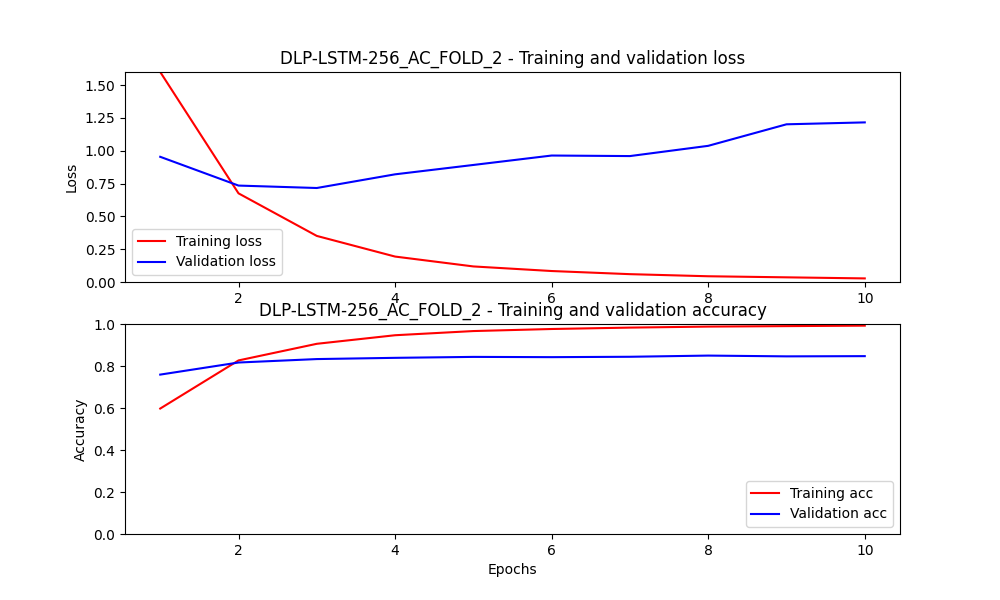 DLP-LSTM-256_AC_FOLD_2 - Training and validation loss
1.50
1.25
1.00
0.75
0.50
0.25
0.00
Loss
Training loss
Validation loss
2 4 6 8 10
DLP-LSTM-256_AC_FOLD_2 - Training and validation accuracy
1.0
0.8
0.6
0.4
0.2
0.0
Accuracy
Training acc
Validation acc
2 4 6 8 10
Epochs